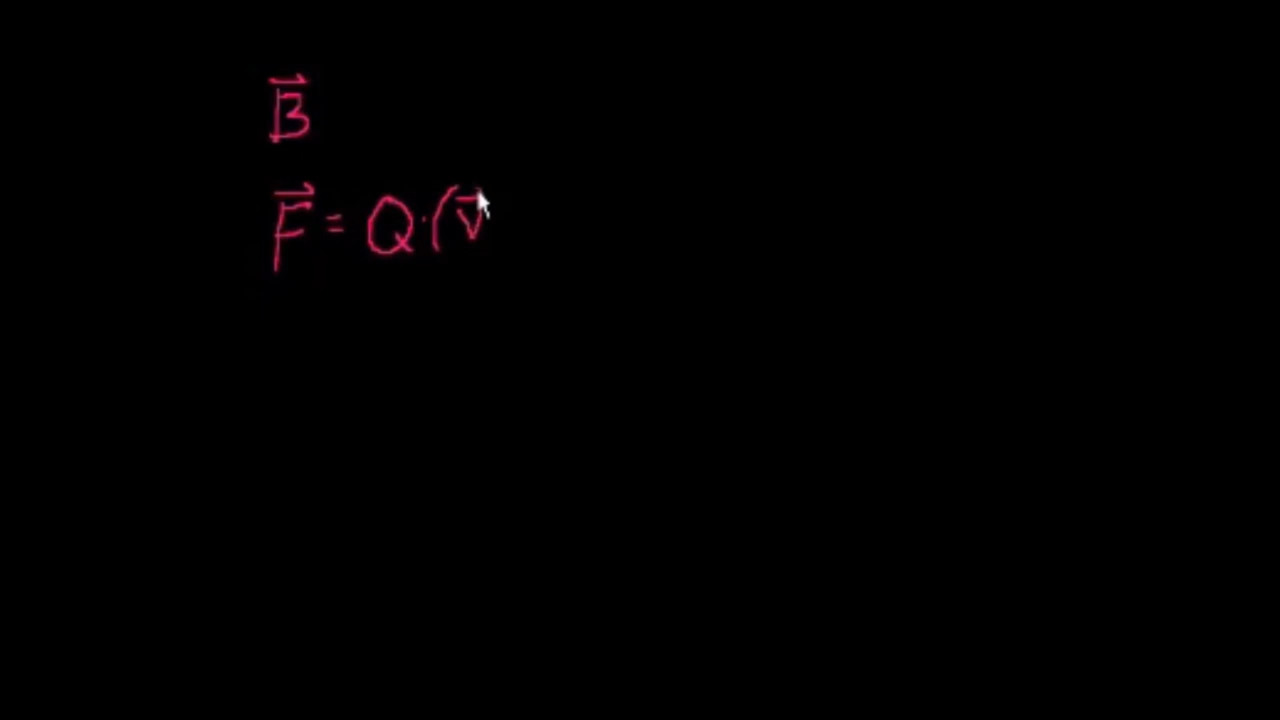 B⃗
F⃗ = Q · (v⃗